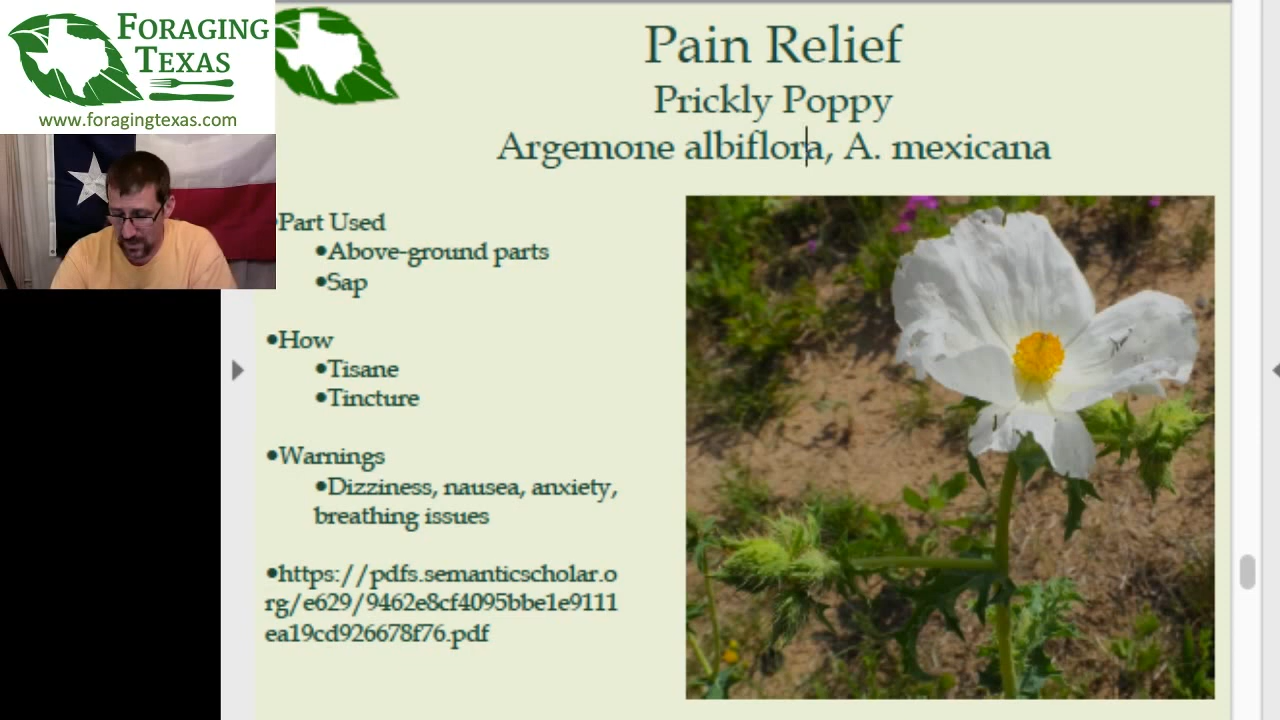 FORAGING
TEXAS
www.foragingtexas.com
Pain Relief
Prickly Poppy
Argemone albiflora, A. mexicana
•Part Used
•Above-ground parts
•Sap
•How
•Tisane
•Tincture
•Warnings
•Dizziness, nausea, anxiety,
breathing issues
•https://pdfs.semanticscholar.o
rg/e629/9462e8cf4095bbe1e9111
ea19cd926678f76.pdf